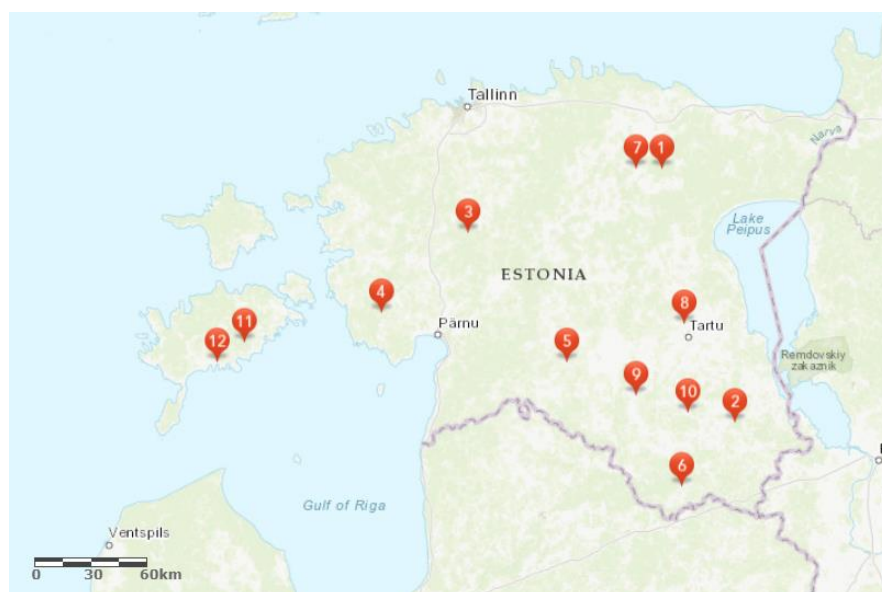 Tallinn
Narva
7
1
3
Lake
Peipus
ESTONIA
4
8
11
Pärnu
Tartu
12
5
Remdovskiy
zakaznik
9
10
2
6
Gulf of Riga
Ventspils
0 30 60km